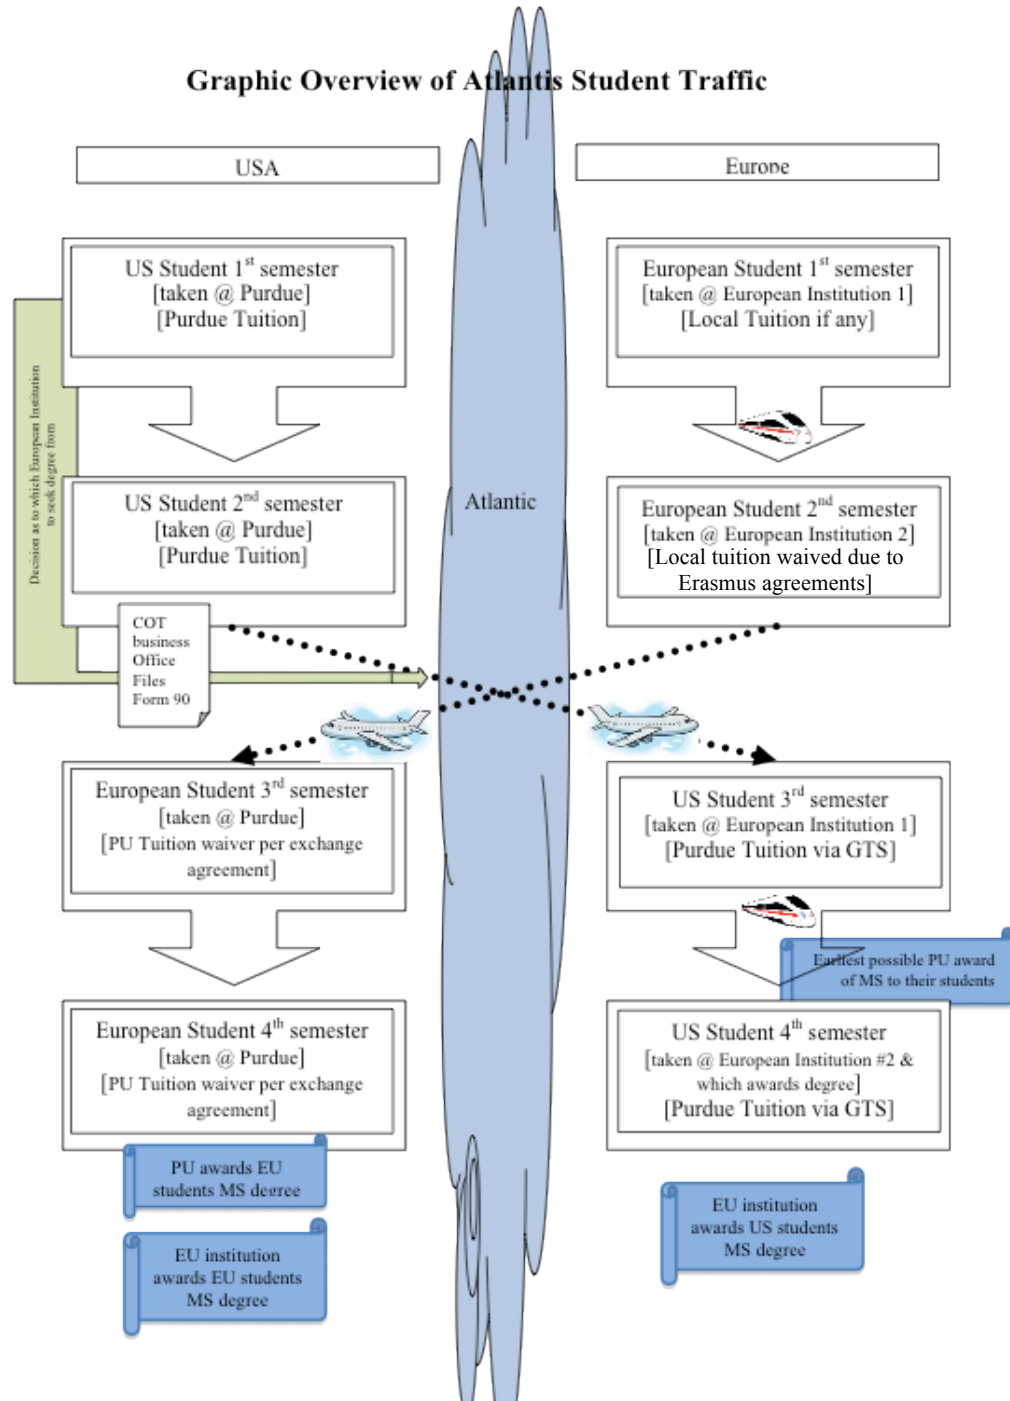 Graphic Overview of Atlantis Student Traffic
USA
Europe
US Student 1st semester
[taken @ Purdue]
[Purdue Tuition]
European Student 1st semester
[taken @ European Institution 1]
[Local Tuition if any]
Decision as to which European Institution
to seek degree from
US Student 2nd semester
[taken @ Purdue]
[Purdue Tuition]
Atlantic
European Student 2nd semester
[taken @ European Institution 2]
[Local tuition waived due to
Erasmus agreements]
COT
business
Office
Files
Form 90
European Student 3rd semester
[taken @ Purdue]
[PU Tuition waiver per exchange
agreement]
US Student 3rd semester
[taken @ European Institution 1]
[Purdue Tuition via GTS]
Earliest possible PU award
of MS to their students
European Student 4th semester
[taken @ Purdue]
[PU Tuition waiver per exchange
agreement]
US Student 4th semester
[taken @ European Institution #2 &
which awards degree]
[Purdue Tuition via GTS]
PU awards EU
students MS degree
EU institution
awards EU students
MS degree
EU institution
awards US students
MS degree